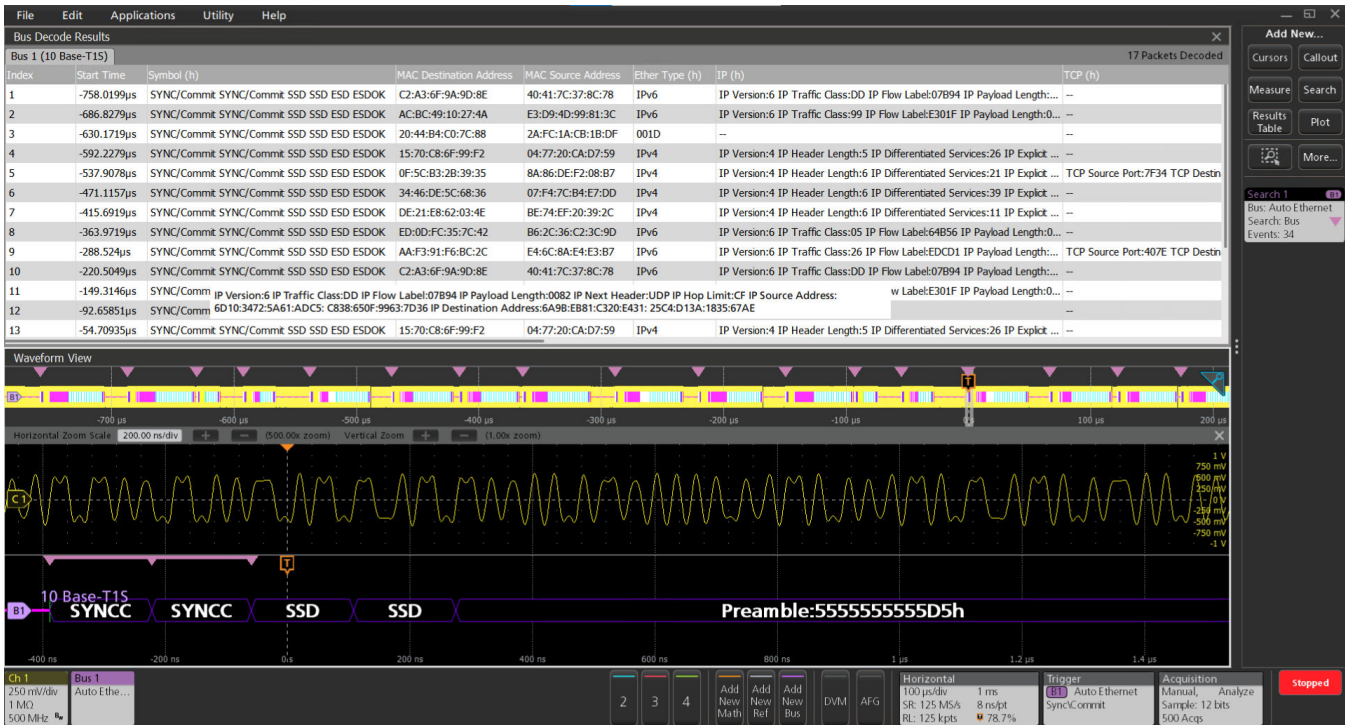 File Edit Applications Utility Help
Bus Decode Results
Bus 1 (10 Base-T1S) 17 Packets Decoded
Index Start Time Symbol (h) MAC Destination Address MAC Source Address Ether Type (h) IP (h) TCP (h)
1 -758.0199µs SYNC/Commit SYNC/Commit SSD SSD ESD ESDOK C2:A3:6F:9A:9D:8E 40:41:7C:37:8C:78 IPv6 IP Version:6 IP Traffic Class:DD IP Flow Label:07B94 IP Payload Length:... --
2 -686.8279µs SYNC/Commit SYNC/Commit SSD SSD ESD ESDOK AC:BC:49:10:27:4A E3:D9:4D:99:81:3C IPv6 IP Version:6 IP Traffic Class:99 IP Flow Label:E301F IP Payload Length:0... --
3 -630.1719µs SYNC/Commit SYNC/Commit SSD SSD ESD ESDOK 20:44:B4:C0:7C:88 2A:FC:1A:CB:1B:DF 001D -- --
4 -592.2279µs SYNC/Commit SYNC/Commit SSD SSD ESD ESDOK 15:70:C8:6F:99:F2 04:77:20:CA:D7:59 IPv4 IP Version:4 IP Header Length:5 IP Differentiated Services:26 IP Explicit ... --
5 -537.9078µs SYNC/Commit SYNC/Commit SSD SSD ESD ESDOK 0F:5C:B3:2B:39:35 8A:86:DE:F2:08:B7 IPv4 IP Version:4 IP Header Length:6 IP Differentiated Services:21 IP Explicit ... TCP Source Port:7F34 TCP Destin
6 -471.1157µs SYNC/Commit SYNC/Commit SSD SSD ESD ESDOK 34:46:DE:5C:68:36 07:F4:7C:B4:E7:DD IPv4 IP Version:4 IP Header Length:6 IP Differentiated Services:39 IP Explicit ... --
7 -415.6919µs SYNC/Commit SYNC/Commit SSD SSD ESD ESDOK DE:21:E8:62:03:4E BE:74:EF:20:39:2C IPv4 IP Version:4 IP Header Length:6 IP Differentiated Services:11 IP Explicit ... --
8 -363.9719µs SYNC/Commit SYNC/Commit SSD SSD ESD ESDOK ED:0D:FC:35:7C:42 B6:2C:36:C2:3C:9D IPv6 IP Version:6 IP Traffic Class:05 IP Flow Label:64B56 IP Payload Length:0... --
9 -288.524µs SYNC/Commit SYNC/Commit SSD SSD ESD ESDOK AA:F3:91:F6:BC:2C E4:6C:8A:E4:E3:B7 IPv6 IP Version:6 IP Traffic Class:26 IP Flow Label:EDCD1 IP Payload Length:... TCP Source Port:407E TCP Destin
10 -220.5049µs SYNC/Commit SYNC/Commit SSD SSD ESD ESDOK C2:A3:6F:9A:9D:8E 40:41:7C:37:8C:78 IPv6 IP Version:6 IP Traffic Class:DD IP Flow Label:07B94 IP Payload Length:... --
11 -149.3146µs SYNC/Comm w Label:E301F IP Payload Length:0... --
IP Version:6 IP Traffic Class:DD IP Flow Label:07B94 IP Payload Length:0082 IP Next Header:UDP IP Hop Limit:CF IP Source Address:
6D10:3472:5A61:ADC5: C838:650F:9963:7D36 IP Destination Address:6A9B:EB81:C320:E431: 25C4:D13A:1835:67AE
12 -92.65851µs SYNC/Comm --
13 -54.70935µs SYNC/Commit SYNC/Commit SSD SSD ESD ESDOK 15:70:C8:6F:99:F2 04:77:20:CA:D7:59 IPv4 IP Version:4 IP Header Length:5 IP Differentiated Services:26 IP Explicit ... --
Waveform View
T
B1
-700 µs -600 µs -500 µs -400 µs -300 µs -200 µs -100 µs 0s 100 µs 200 µs
Horizontal Zoom Scale 200.00 ns/div + − (500.00x zoom) Vertical Zoom + − (1.00x zoom)
1 V
750 mV
500 mV
250 mV
0 V
-250 mV
-500 mV
-750 mV
-1 V
C1
T
10 Base-T1S
B1 SYNCC SYNCC SSD SSD Preamble:5555555555D5h
-400 ns -200 ns 0s 200 ns 400 ns 600 ns 800 ns 1 µs 1.2 µs 1.4 µs
Ch 1
250 mV/div
1 MΩ
500 MHz Bw
Bus 1
Auto Ethe...
2 3 4
Add New Math
Add New Ref
Add New Bus
DVM AFG
Horizontal
100 µs/div 1 ms
SR: 125 MS/s 8 ns/pt
RL: 125 kpts 78.7%
Trigger
B1 Auto Ethernet
Sync\Commit
Acquisition
Manual, Analyze
Sample: 12 bits
500 Acqs
Stopped
Add New...
Cursors Callout
Measure Search
Results Table Plot
More...
Search 1 B1
Bus: Auto Ethernet
Search: Bus
Events: 34